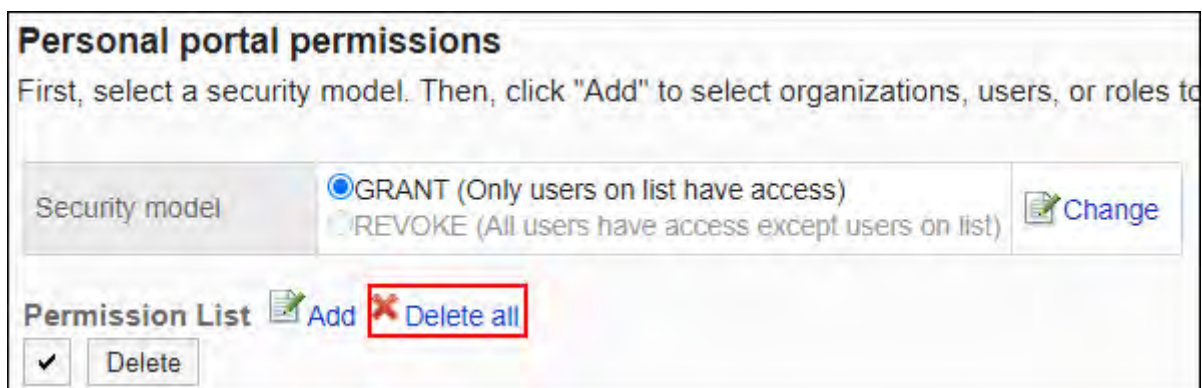 Personal portal permissions
First, select a security model. Then, click "Add" to select organizations, users, or roles to
Security model
GRANT (Only users on list have access)
REVOKE (All users have access except users on list)
Change
Permission List Add Delete all
Delete